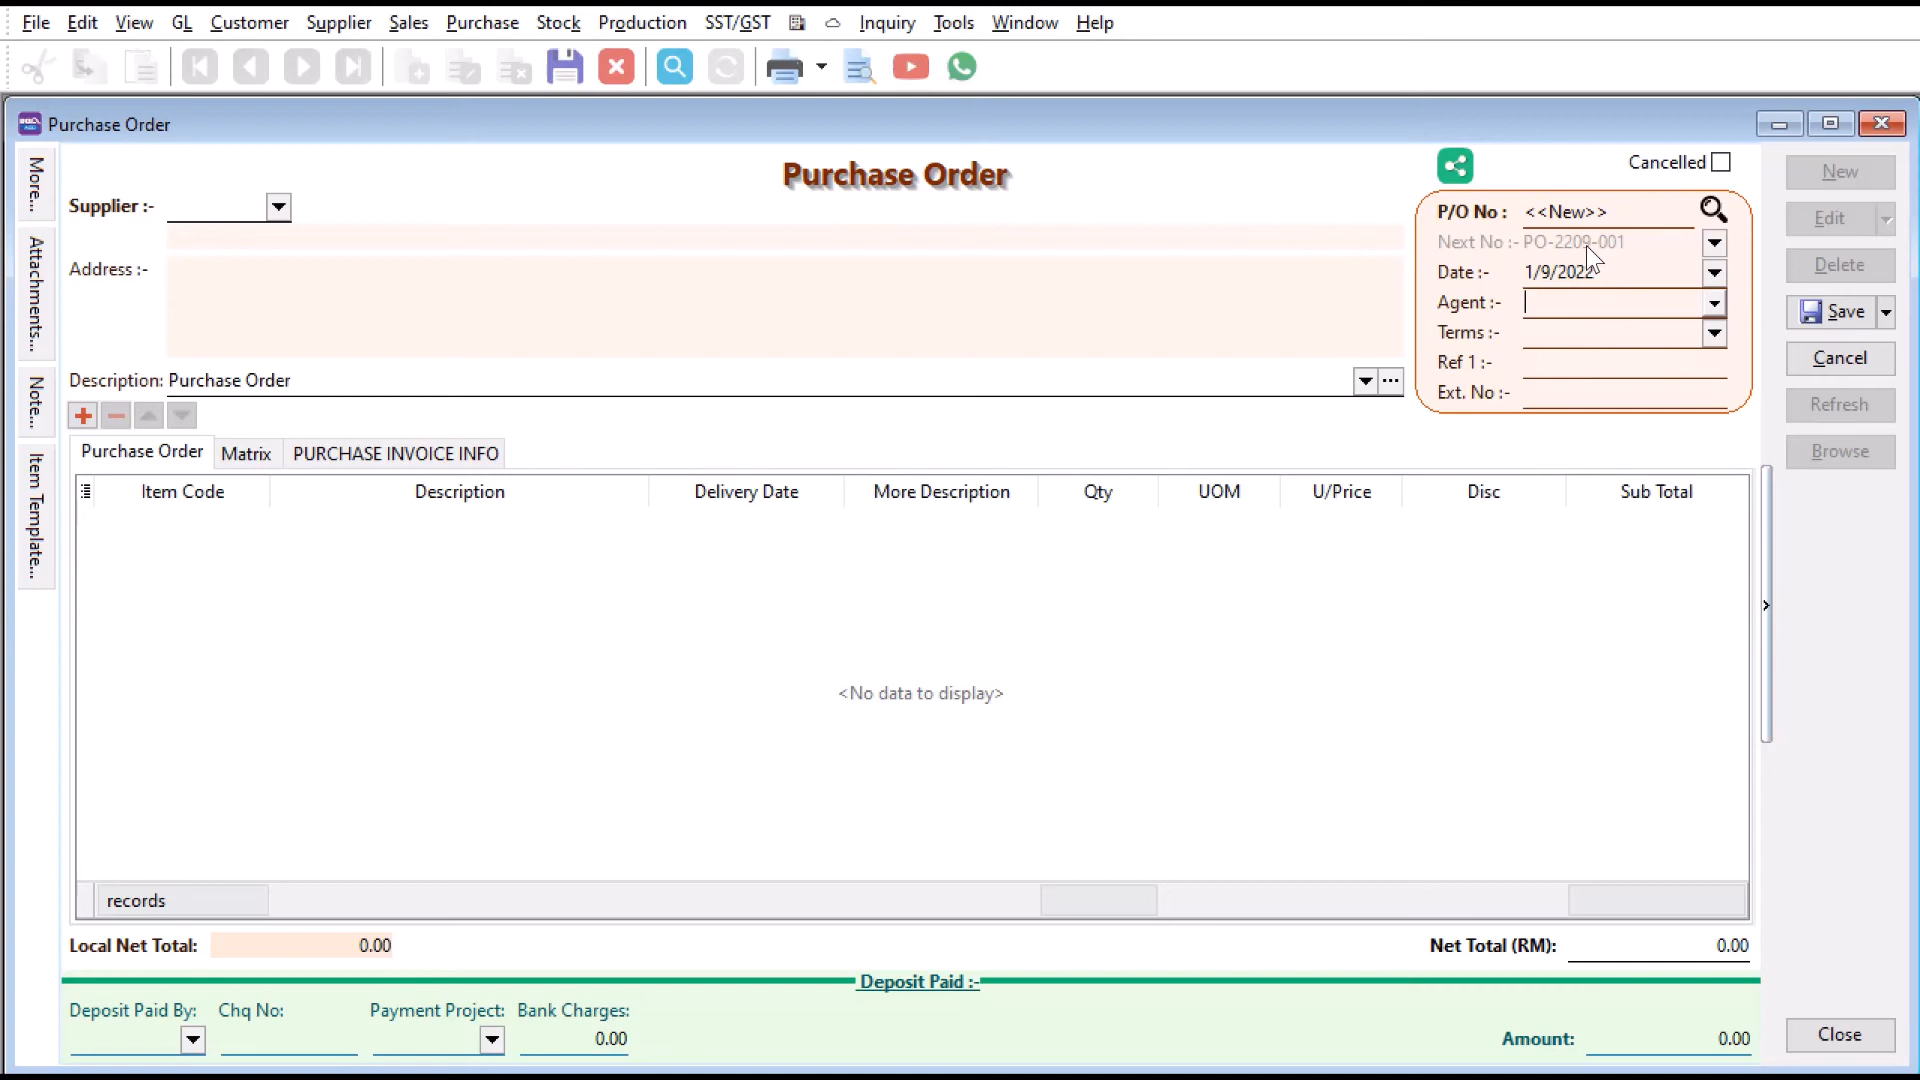 File Edit View GL Customer Supplier Sales Purchase Stock Production SST/GST Inquiry Tools Window Help
Purchase Order
Purchase Order
Cancelled
Supplier :-
P/O No : <<New>>
Next No :- PO-2209-001
Address :-
Date :- 1/9/2022
Agent :-
Terms :-
Ref 1 :-
Description: Purchase Order
Ext. No :-
More...
Attachments...
Note...
Item Template...
New
Edit
Delete
Save
Cancel
Refresh
Browse
Purchase Order Matrix PURCHASE INVOICE INFO
Item Code Description Delivery Date More Description Qty UOM U/Price Disc Sub Total
<No data to display>
records
Local Net Total: 0.00 Net Total (RM): 0.00
Deposit Paid :-
Deposit Paid By: Chq No: Payment Project: Bank Charges:
0.00 Amount: 0.00
Close